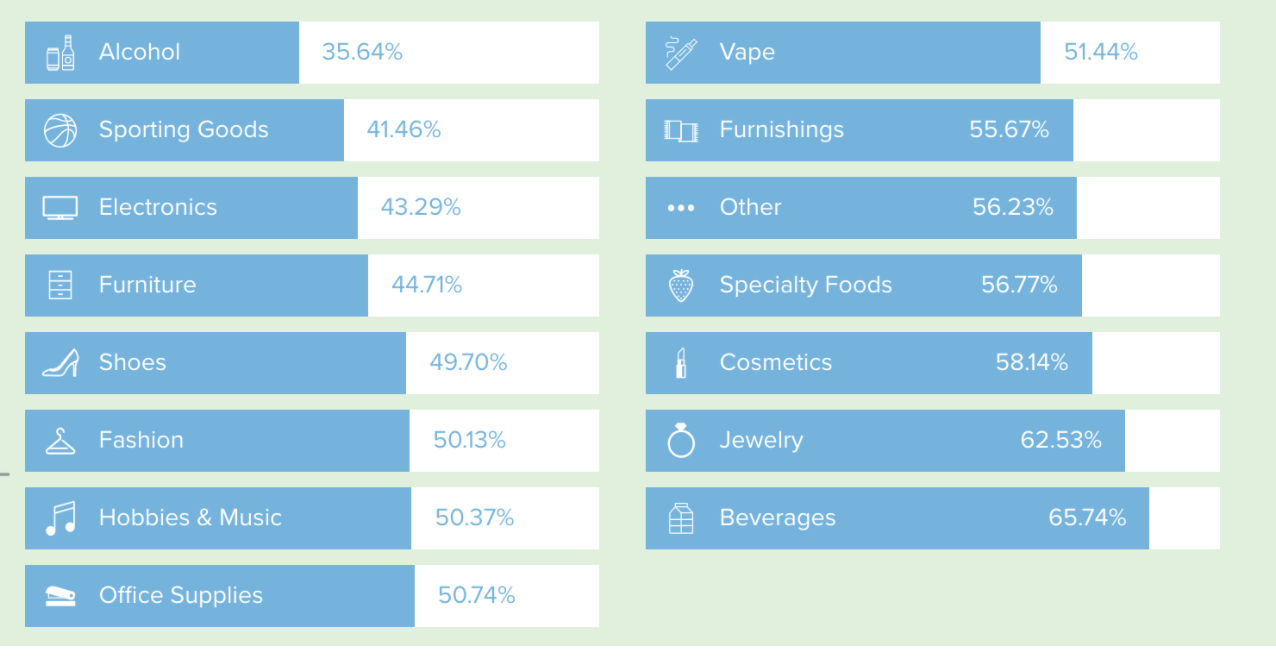 Alcohol 35.64%
Sporting Goods 41.46%
Electronics 43.29%
Furniture 44.71%
Shoes 49.70%
Fashion 50.13%
Hobbies & Music 50.37%
Office Supplies 50.74%
Vape 51.44%
Furnishings 55.67%
Other 56.23%
Specialty Foods 56.77%
Cosmetics 58.14%
Jewelry 62.53%
Beverages 65.74%